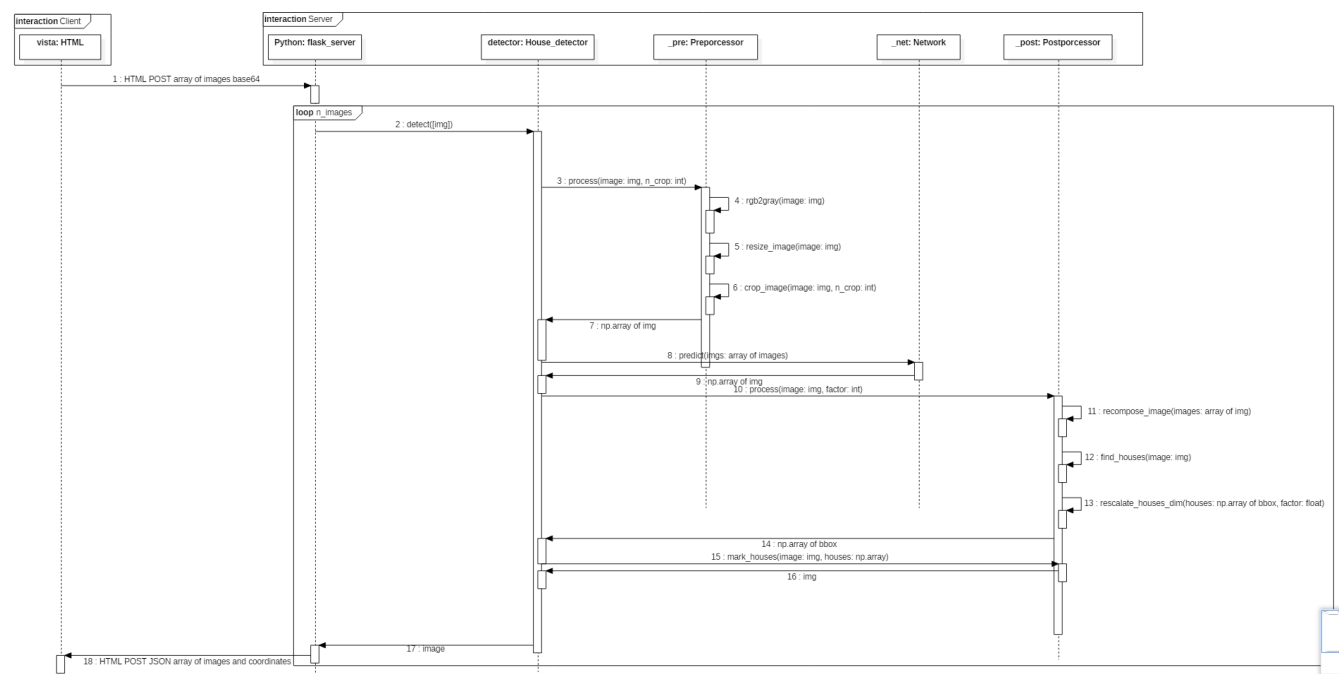 interaction Client
interaction Server
vista: HTML
Python: flask_server
detector: House_detector
_pre: Preporcessor
_net: Network
_post: Postporcessor
1 : HTML POST array of images base64
loop n_images
2 : detect([img])
3 : process(image: img, n_crop: int)
4 : rgb2gray(image: img)
5 : resize_image(image: img)
6 : crop_image(image: img, n_crop: int)
7 : np.array of img
8 : predict(imgs: array of images)
9 : np.array of img
10 : process(image: img, factor: int)
11 : recompose_image(images: array of img)
12 : find_houses(image: img)
13 : rescalate_houses_dim(houses: np.array of bbox, factor: float)
14 : np.array of bbox
15 : mark_houses(image: img, houses: np.array)
16 : img
17 : image
18 : HTML POST JSON array of images and coordinates